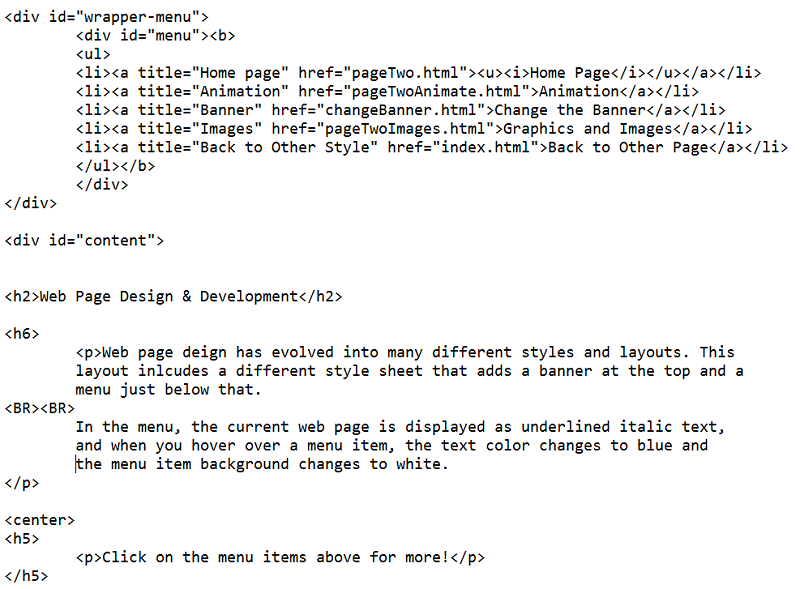 <div id="wrapper-menu">
<div id="menu"><b>
<ul>
<li><a title="Home page" href="pageTwo.html"><u><i>Home Page</i></u></a></li>
<li><a title="Animation" href="pageTwoAnimate.html">Animation</a></li>
<li><a title="Banner" href="changeBanner.html">Change the Banner</a></li>
<li><a title="Images" href="pageTwoImages.html">Graphics and Images</a></li>
<li><a title="Back to Other Style" href="index.html">Back to Other Page</a></li>
</ul></b>
</div>
</div>
<div id="content">
<h2>Web Page Design & Development</h2>
<h6>
<p>Web page deign has evolved into many different styles and layouts. This
layout inlcudes a different style sheet that adds a banner at the top and a
menu just below that.
<BR><BR>
In the menu, the current web page is displayed as underlined italic text,
and when you hover over a menu item, the text color changes to blue and
the menu item background changes to white.
</p>
<center>
<h5>
<p>Click on the menu items above for more!</p>
</h5>